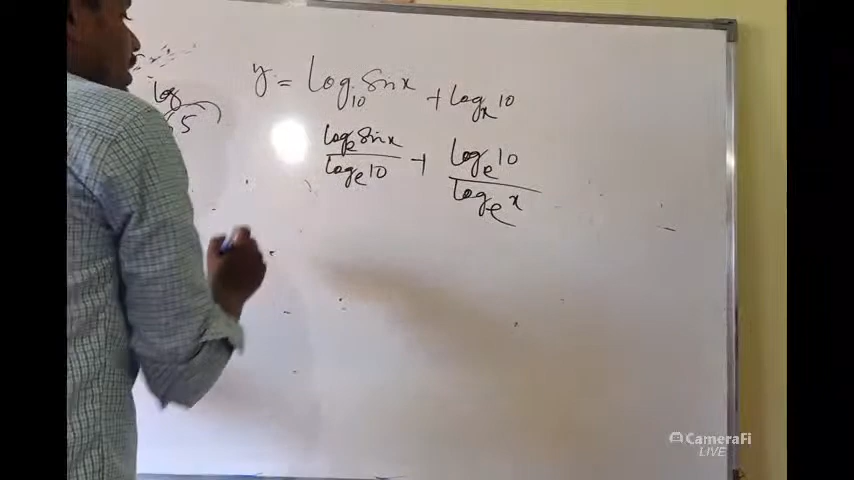 y = log₁₀ Sin x + logₓ 10
log
5
logₑ Sin x / logₑ 10 + logₑ 10 / logₑ x
CameraFi
LIVE